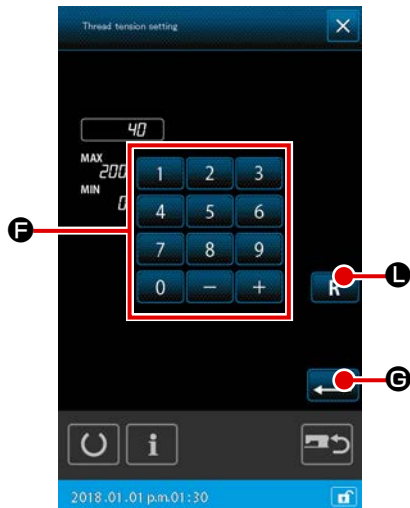 Thread tension setting
40
MAX
200
MIN
0
1 2 3
4 5 6
7 8 9
0 − +
F
R
L
G
i
2018.01.01 p.m.01:30